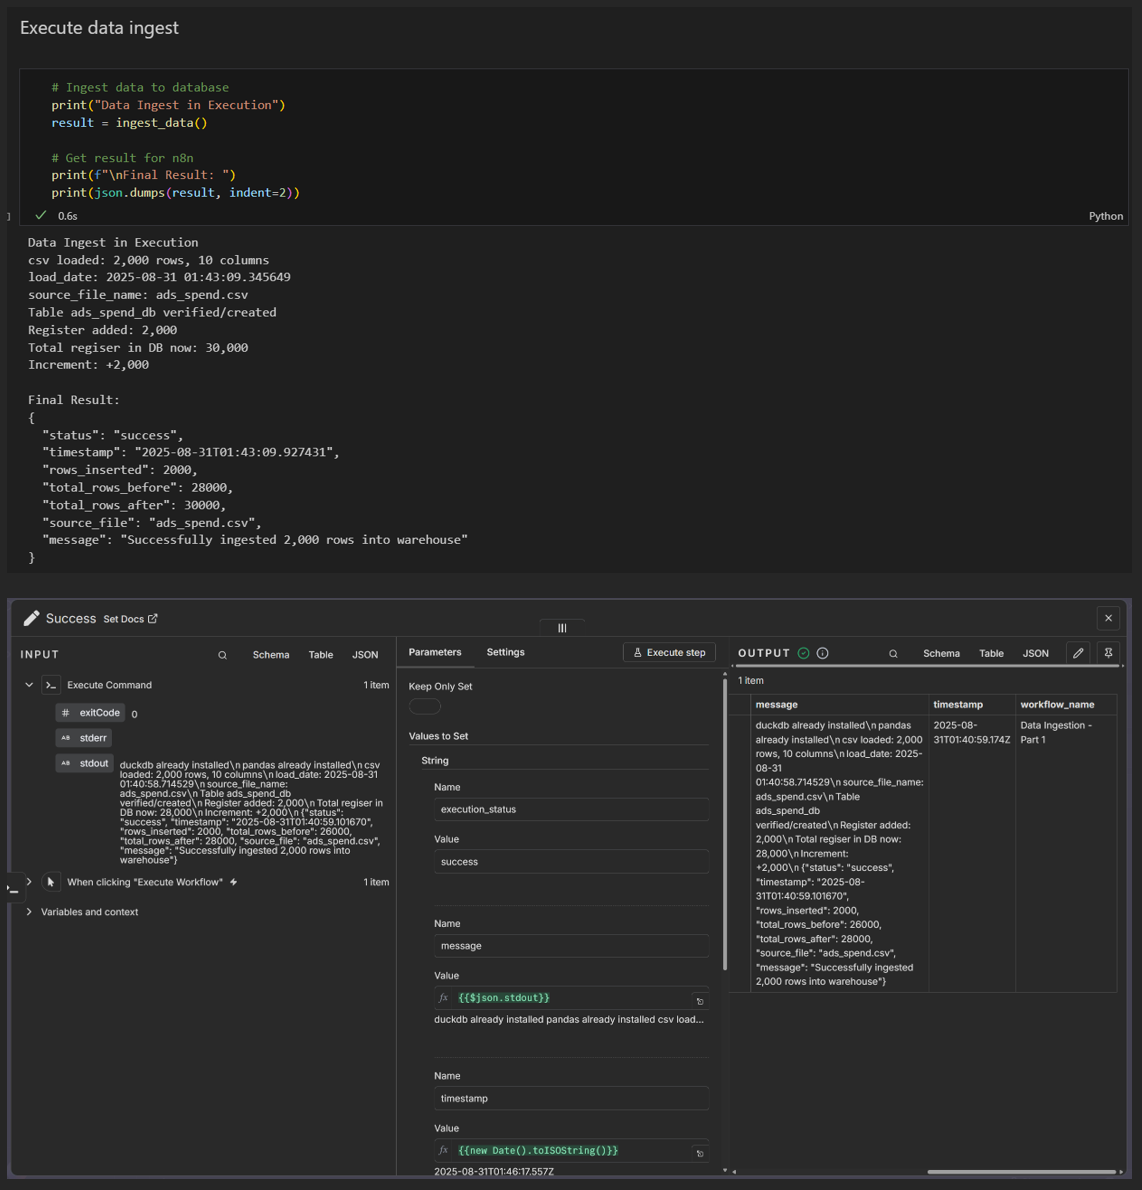 Execute data ingest
# Ingest data to database
print("Data Ingest in Execution")
result = ingest_data()
# Get result for n8n
print(f"\nFinal Result: ")
print(json.dumps(result, indent=2))
] 0.6s Python
Data Ingest in Execution
csv loaded: 2,000 rows, 10 columns
load_date: 2025-08-31 01:43:09.345649
source_file_name: ads_spend.csv
Table ads_spend_db verified/created
Register added: 2,000
Total regiser in DB now: 30,000
Increment: +2,000
Final Result:
{
"status": "success",
"timestamp": "2025-08-31T01:43:09.927431",
"rows_inserted": 2000,
"total_rows_before": 28000,
"total_rows_after": 30000,
"source_file": "ads_spend.csv",
"message": "Successfully ingested 2,000 rows into warehouse"
}
Success Set Docs
INPUT
Schema Table JSON
Execute Command 1 item
# exitCode 0
AB stderr
AB stdout
duckdb already installed\n pandas
already installed\n csv
loaded: 2,000 rows, 10 columns\n load_date: 2025-08-31
01:40:58.714529\n source_file_name:
ads_spend.csv\n Table ads_spend_db
verified/created\n Register added: 2,000\n Total regiser in
DB now: 28,000\n Increment: +2,000\n {"status":
"success", "timestamp": "2025-08-31T01:40:59.101670",
"rows_inserted": 2000, "total_rows_before": 26000,
"total_rows_after": 28000, "source_file": "ads_spend.csv",
"message": "Successfully ingested 2,000 rows into
warehouse"}
When clicking "Execute Workflow" 1 item
Variables and context
Parameters Settings Execute step
Keep Only Set
Values to Set
String
Name
execution_status
Value
success
Name
message
Value
fx {{$json.stdout}}
duckdb already installed pandas already installed csv load...
Name
timestamp
Value
fx {{new Date().toISOString()}}
2025-08-31T01:46:17.557Z
OUTPUT
Schema Table JSON
1 item
message timestamp workflow_name
duckdb already installed\n pandas
already installed\n csv loaded: 2,000
rows, 10 columns\n load_date: 2025-
08-31
01:40:58.714529\n source_file_name:
ads_spend.csv\n Table
ads_spend_db
verified/created\n Register added:
2,000\n Total regiser in DB now:
28,000\n Increment:
+2,000\n {"status": "success",
"timestamp": "2025-08-
31T01:40:59.101670",
"rows_inserted": 2000,
"total_rows_before": 26000,
"total_rows_after": 28000,
"source_file": "ads_spend.csv",
"message": "Successfully ingested
2,000 rows into warehouse"}
2025-08-
31T01:40:59.174Z
Data Ingestion -
Part 1